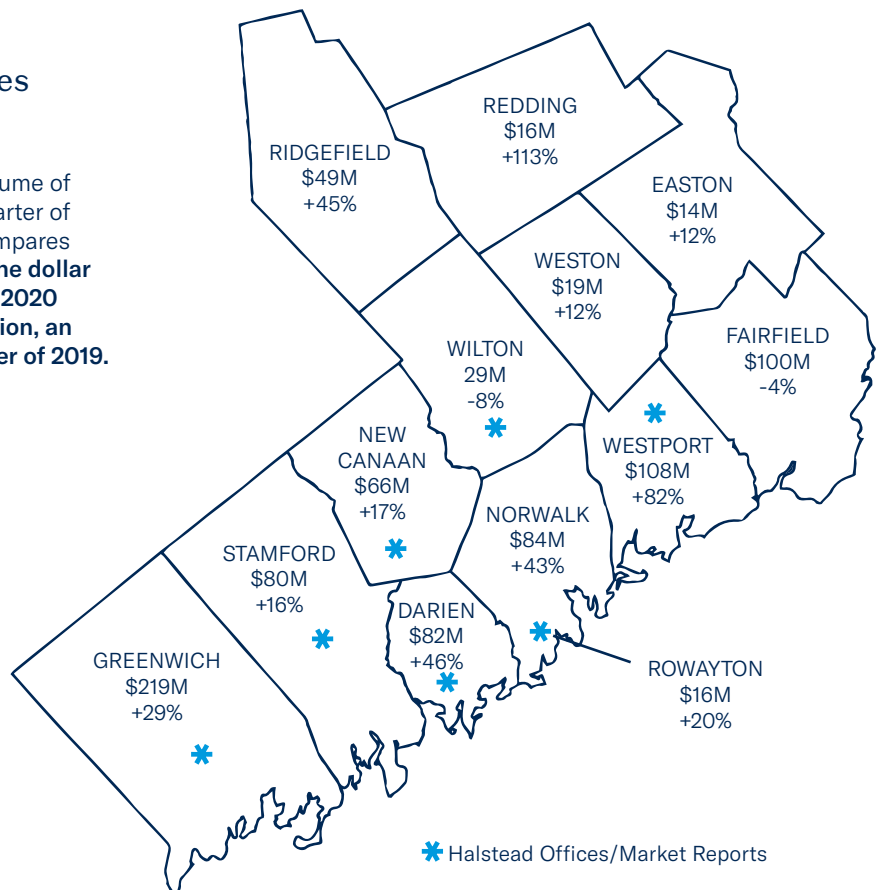 es
ume of
arter of
mpares
he dollar
2020
ion, an
er of 2019.
REDDING
$16M
+113%
RIDGEFIELD
$49M
+45%
EASTON
$14M
+12%
WESTON
$19M
+12%
FAIRFIELD
$100M
-4%
WILTON
29M
-8%
NEW
CANAAN
$66M
+17%
WESTPORT
$108M
+82%
NORWALK
$84M
+43%
STAMFORD
$80M
+16%
DARIEN
$82M
+46%
GREENWICH
$219M
+29%
ROWAYTON
$16M
+20%
Halstead Offices/Market Reports